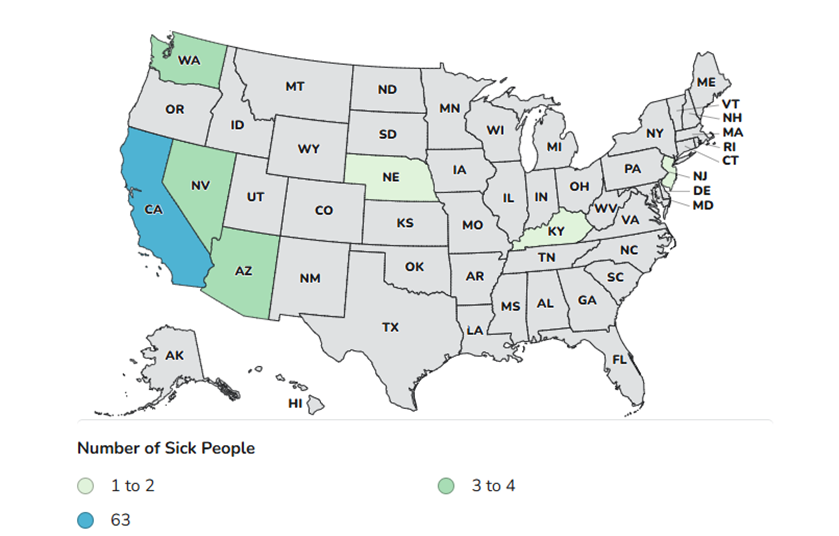 WA
ME
MT
ND
VT
MN
OR
NH
ID
SD
WI
NY
MA
MI
RI
WY
CT
IA
PA
NE
NJ
NV
OH
DE
UT
IL
IN
MD
CA
CO
WV
VA
KS
MO
KY
NC
TN
AZ
OK
NM
AR
SC
MS
AL
GA
TX
LA
AK
FL
HI
Number of Sick People
1 to 2
3 to 4
63